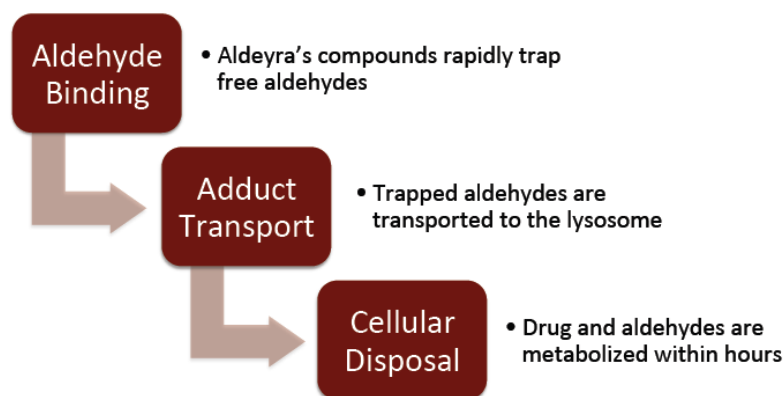 Aldehyde
Binding
• Aldeyra's compounds rapidly trap
free aldehydes
Adduct
Transport
• Trapped aldehydes are
transported to the lysosome
Cellular
Disposal
• Drug and aldehydes are
metabolized within hours